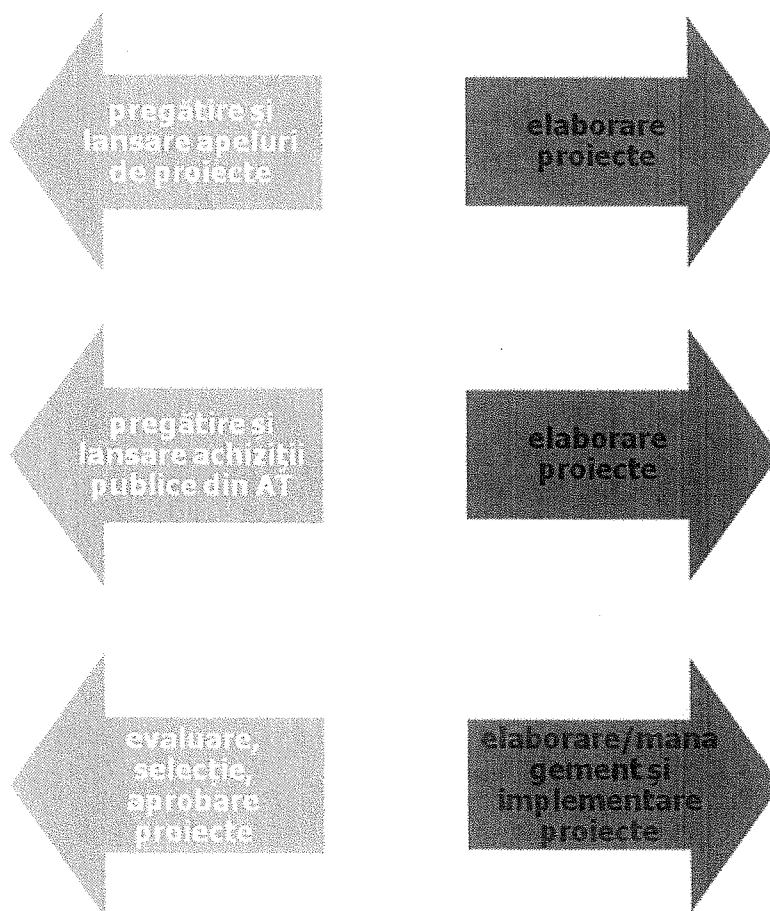 pregătire și
lansare apeluri
de proiecte
elaborare
proiecte
pregătire și
lansare achiziții
publice din AT
elaborare
proiecte
evaluare,
selecție,
aprobare
proiecte
elaborare/mana
gement și
implementare
proiecte